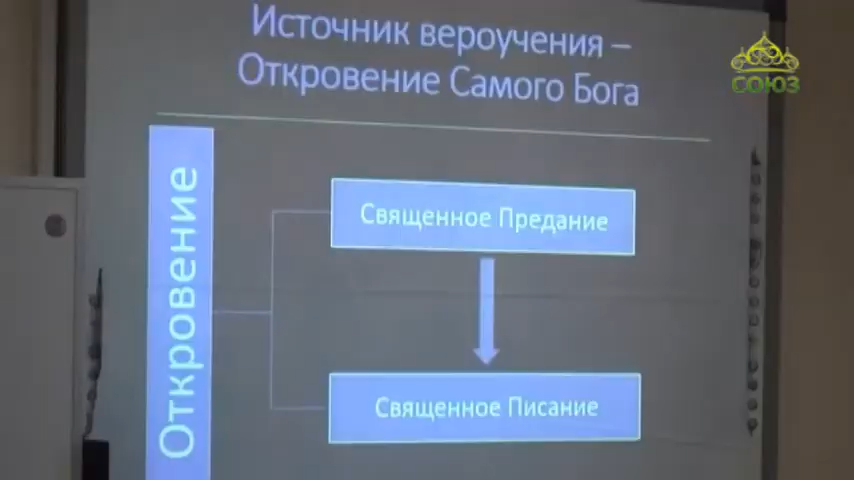 Источник вероучения –
Откровение Самого Бога
СОЮЗ
Откровение
Священное Предание
Священное Писание